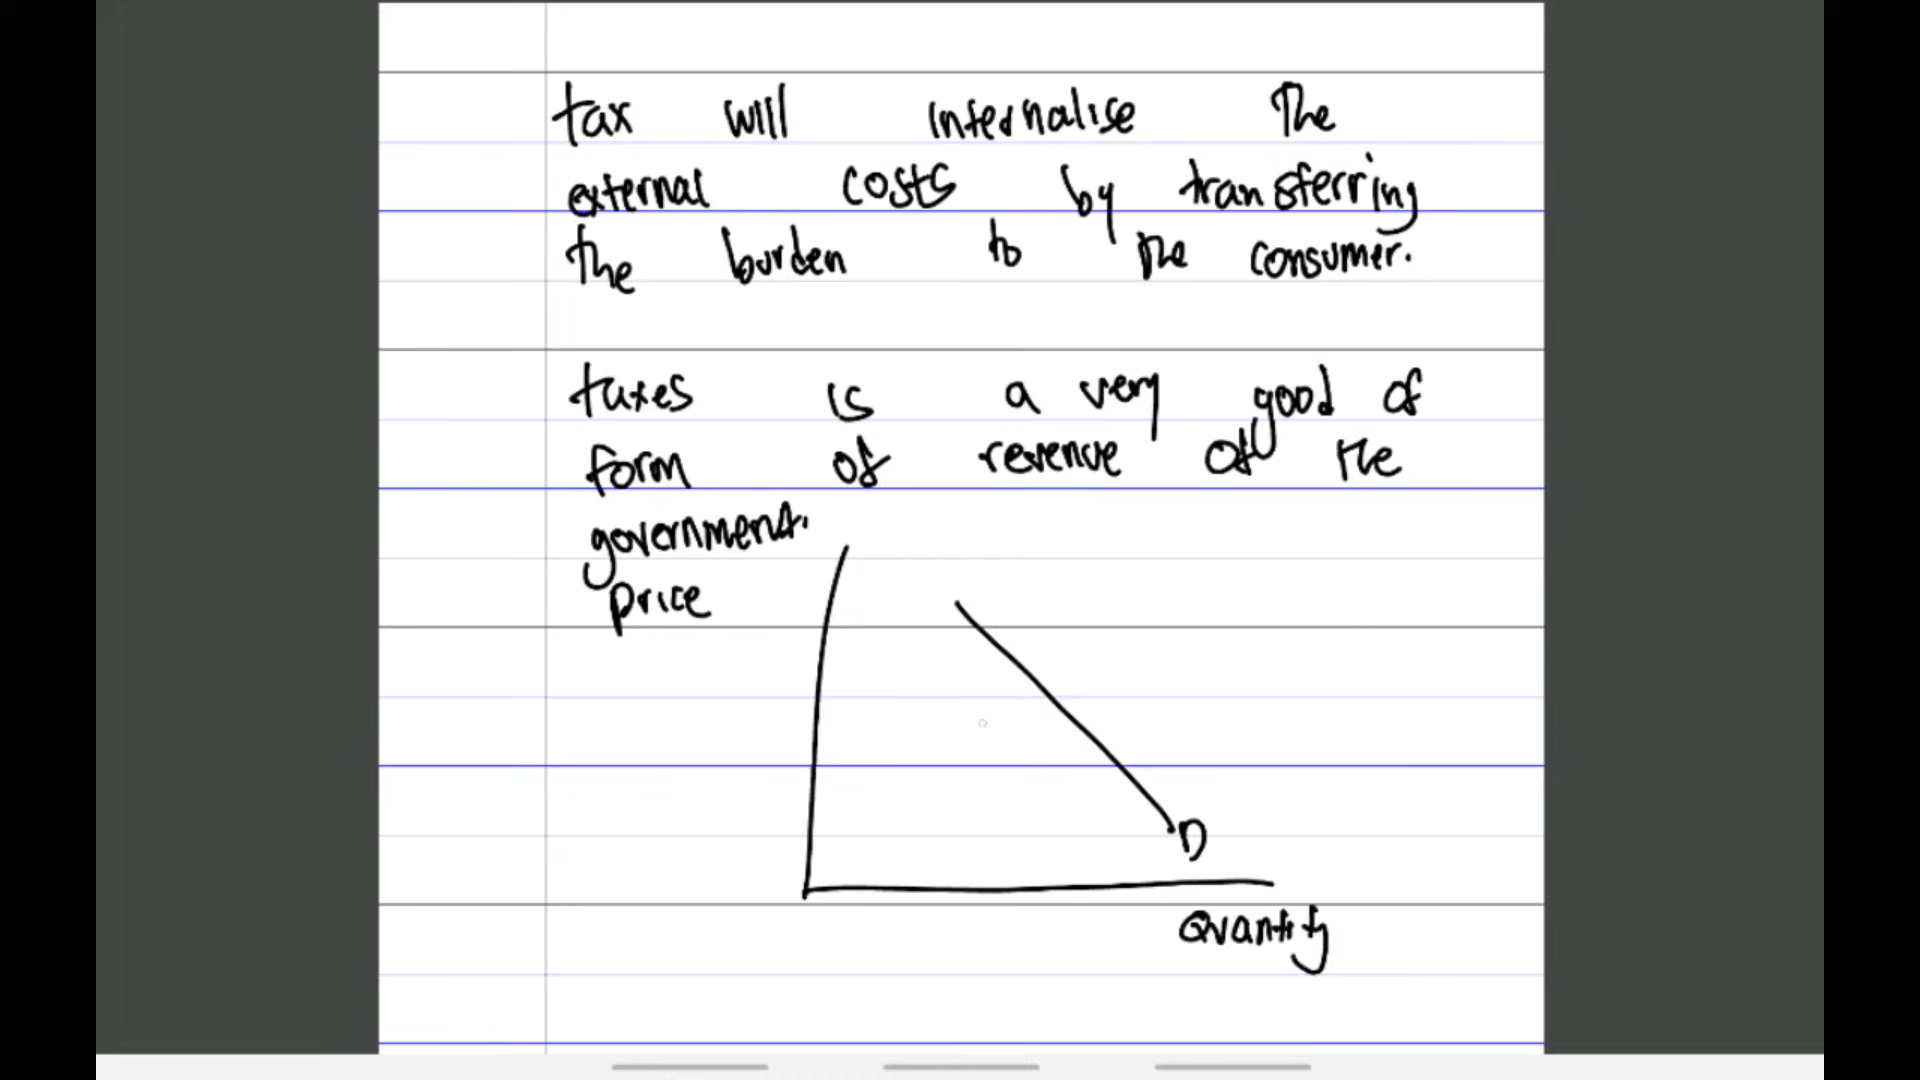 tax will internalise the
external costs by transferring
the burden to the consumer.
taxes is a very good of
form of revenue of the
government.
price
D
Quantity